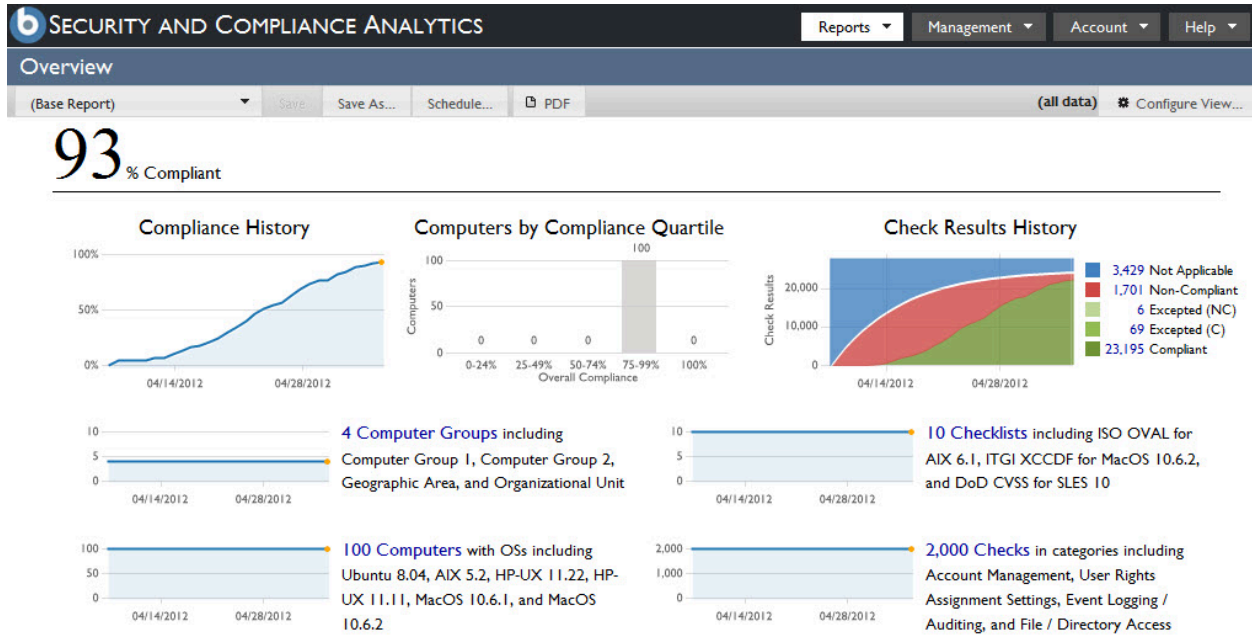 b SECURITY AND COMPLIANCE ANALYTICS
Reports Management Account Help
Overview
(Base Report) Save Save As... Schedule... PDF (all data) Configure View...
93 % Compliant
Compliance History
100%
50%
0%
04/14/2012 04/28/2012
Computers by Compliance Quartile
100
Computers
100
50
0
0 0 0 0
0-24% 25-49% 50-74% 75-99% 100%
Overall Compliance
Check Results History
Check Results
20,000
10,000
0
04/14/2012 04/28/2012
3,429 Not Applicable
1,701 Non-Compliant
6 Excepted (NC)
69 Excepted (C)
23,195 Compliant
10
5
0
04/14/2012 04/28/2012
4 Computer Groups including
Computer Group 1, Computer Group 2,
Geographic Area, and Organizational Unit
10
5
0
04/14/2012 04/28/2012
10 Checklists including ISO OVAL for
AIX 6.1, ITGI XCCDF for MacOS 10.6.2,
and DoD CVSS for SLES 10
100
50
0
04/14/2012 04/28/2012
100 Computers with OSs including
Ubuntu 8.04, AIX 5.2, HP-UX 11.22, HP-
UX 11.11, MacOS 10.6.1, and MacOS
10.6.2
2,000
1,000
0
04/14/2012 04/28/2012
2,000 Checks in categories including
Account Management, User Rights
Assignment Settings, Event Logging /
Auditing, and File / Directory Access